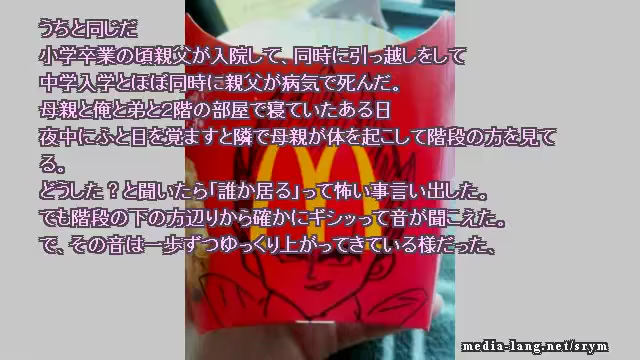 うちと同じだ
小学卒業の頃親父が入院して、同時に引っ越しをして
中学入学とほぼ同時に親父が病気で死んだ。
母親と俺と弟と2階の部屋で寝ていたある日
夜中にふと目を覚ますと隣で母親が体を起こして階段の方を見て
る。
どうした？と聞いたら「誰か居る」って怖い事言い出した。
でも階段の下の方辺りから確かにギシッって音が聞こえた。
で、その音は一歩ずつゆっくり上がってきている様だった、
media-lang.net/srym